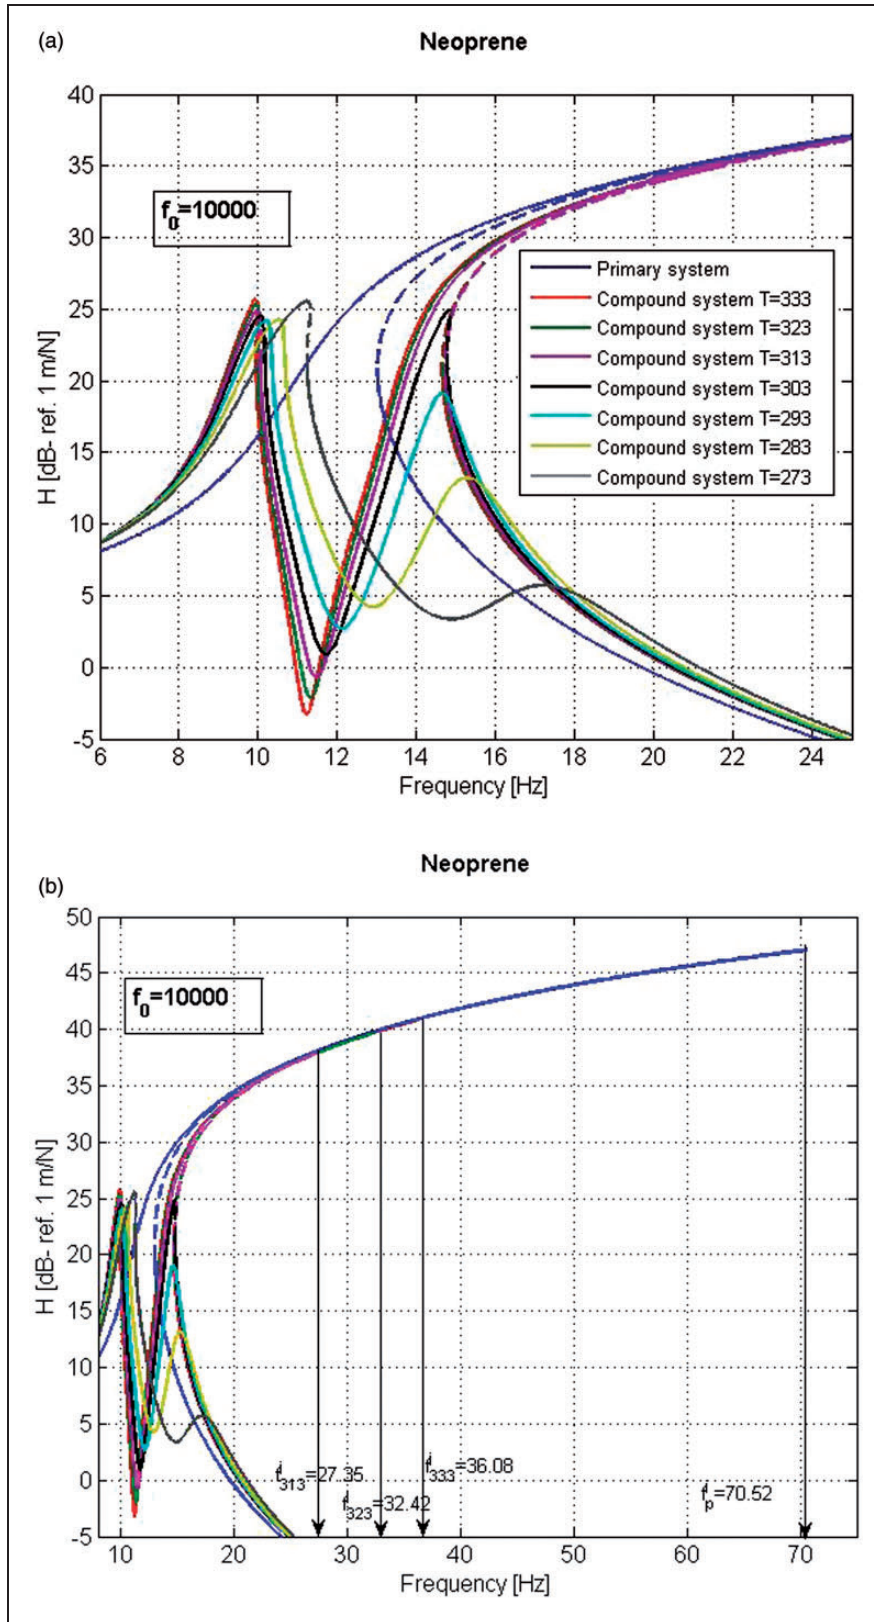 (a)
Neoprene
40
35
30
25
20
15
10
5
0
-5
H [dB- ref. 1 m/N]
f0=10000
Primary system
Compound system T=333
Compound system T=323
Compound system T=313
Compound system T=303
Compound system T=293
Compound system T=283
Compound system T=273
6 8 10 12 14 16 18 20 22 24
Frequency [Hz]
(b)
Neoprene
50
45
40
35
30
25
20
15
10
5
0
-5
H [dB- ref. 1 m/N]
f0=10000
f313=27.35
f323=32.42
f333=36.08
fp=70.52
10 20 30 40 50 60 70
Frequency [Hz]